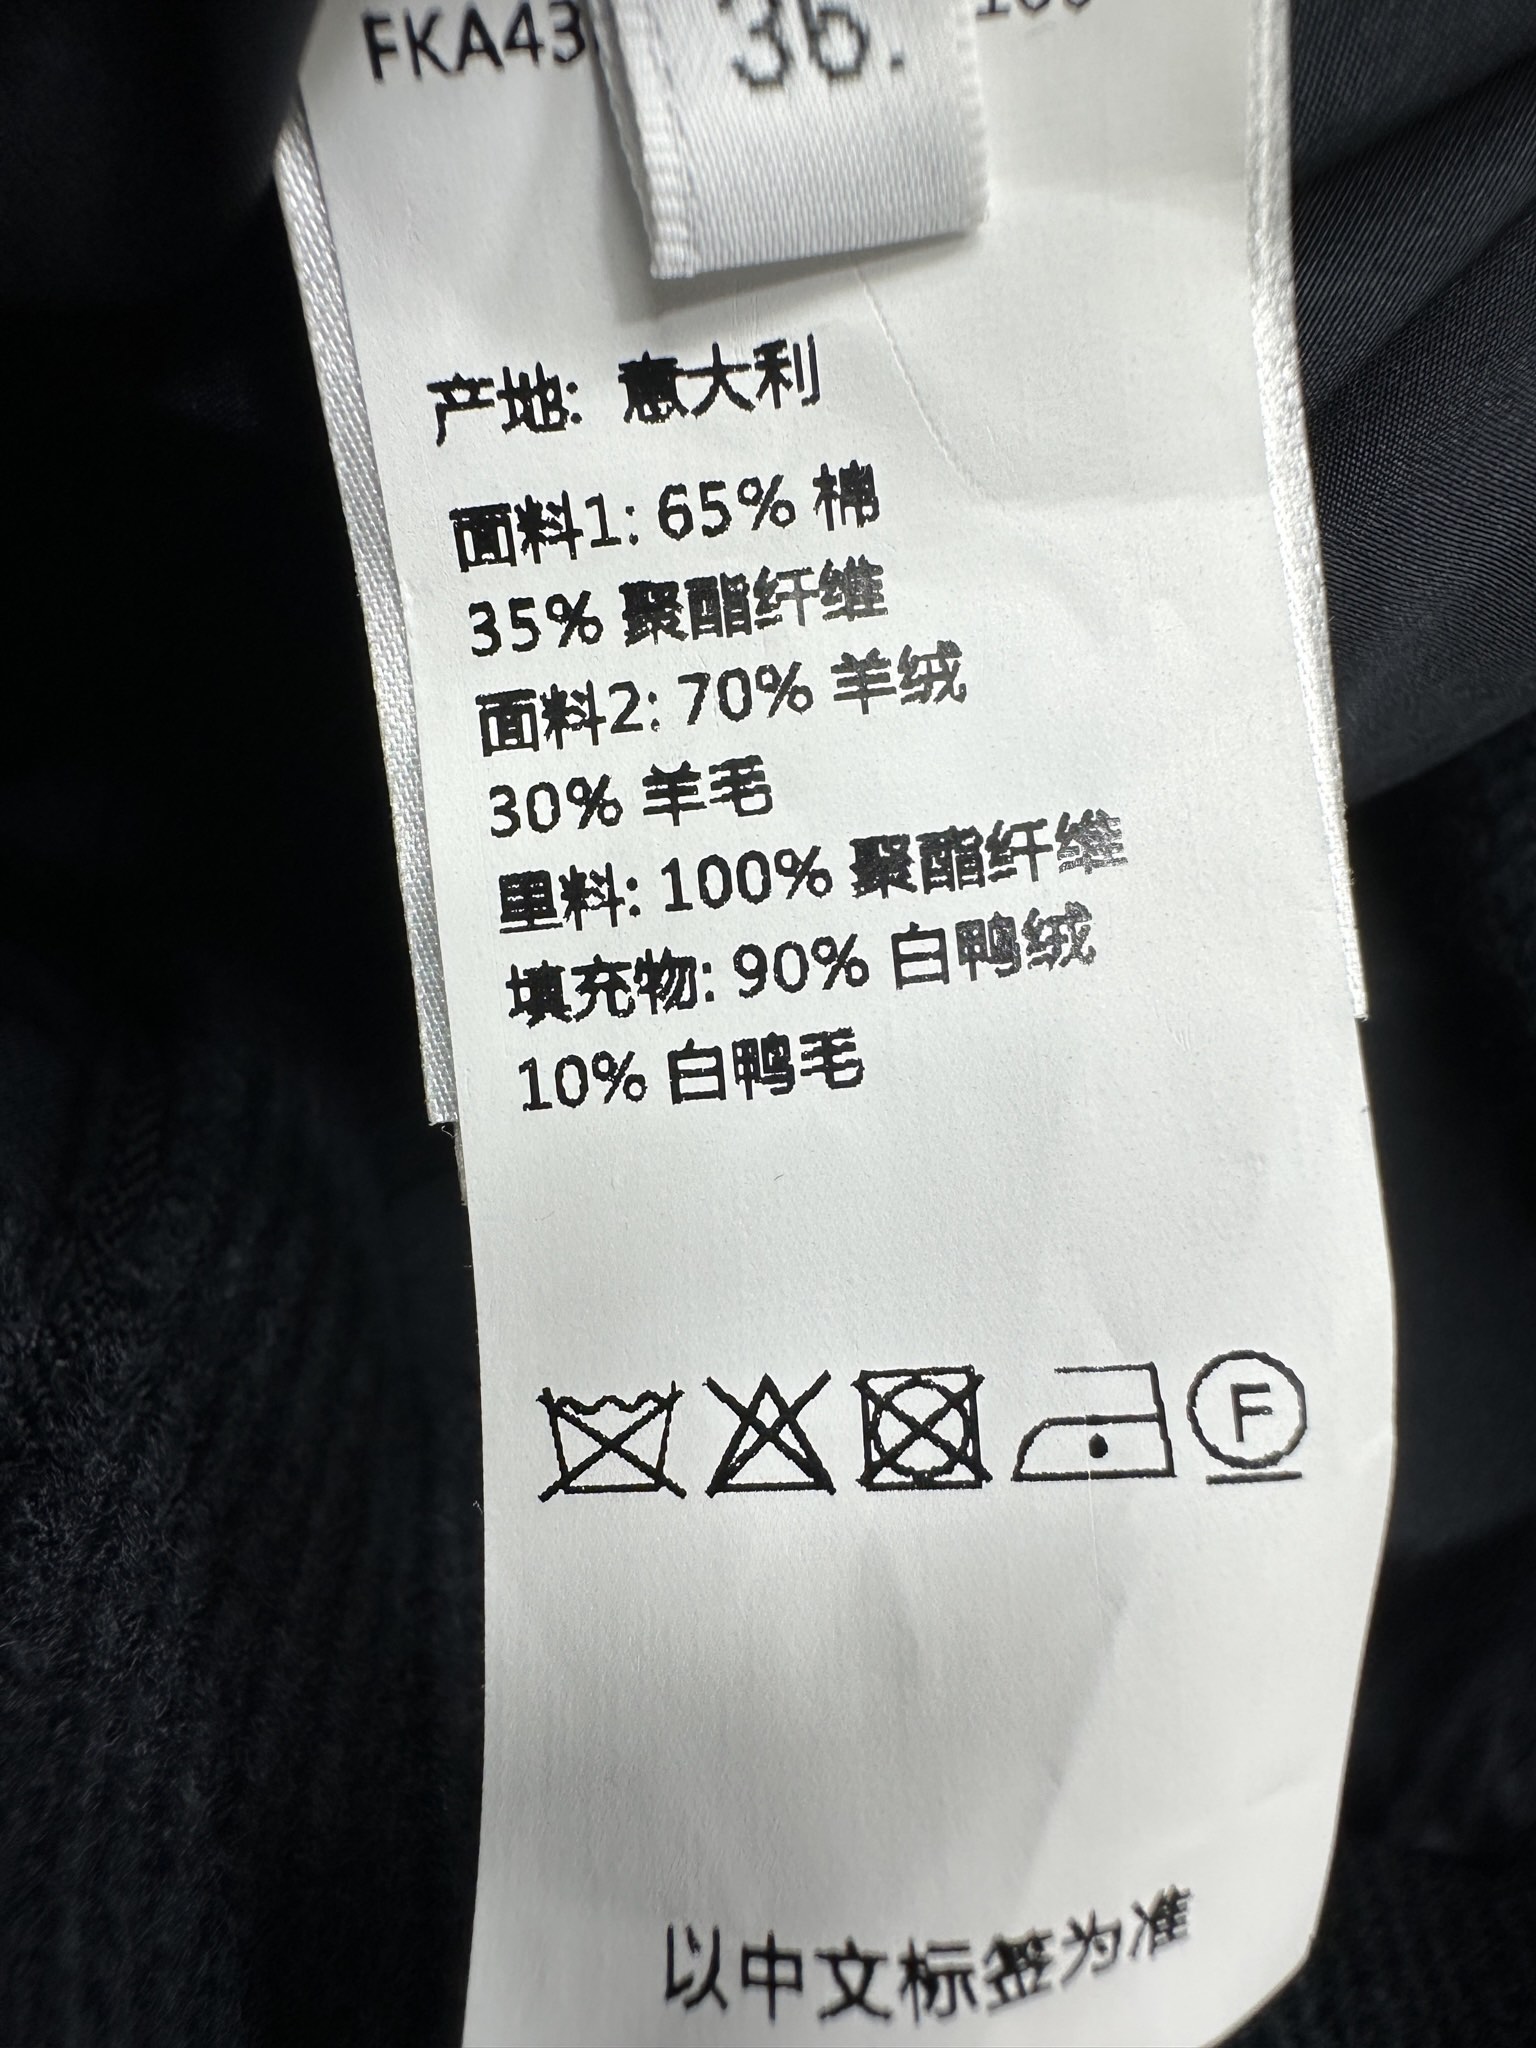 FKA43
36.
产地: 意大利
面料1: 65% 棉
35% 聚酯纤维
面料2: 70% 羊绒
30% 羊毛
里料: 100% 聚酯纤维
填充物: 90% 白鸭绒
10% 白鸭毛
F
以中文标签为准